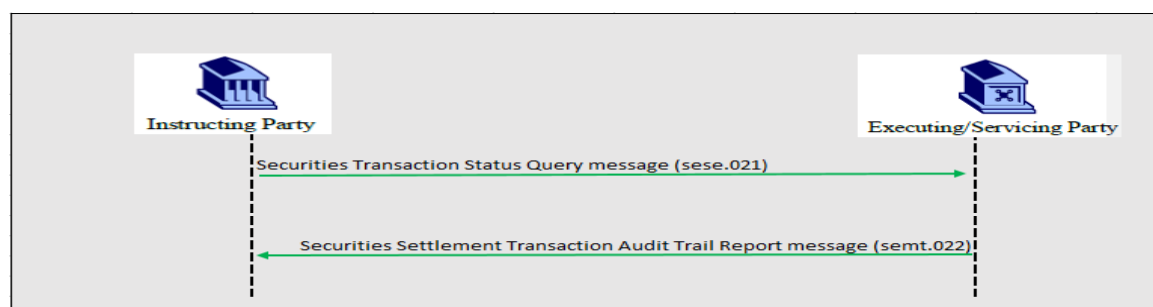 Instructing Party
Executing/Servicing Party
Securities Transaction Status Query message (sese.021)
Securities Settlement Transaction Audit Trail Report message (semt.022)